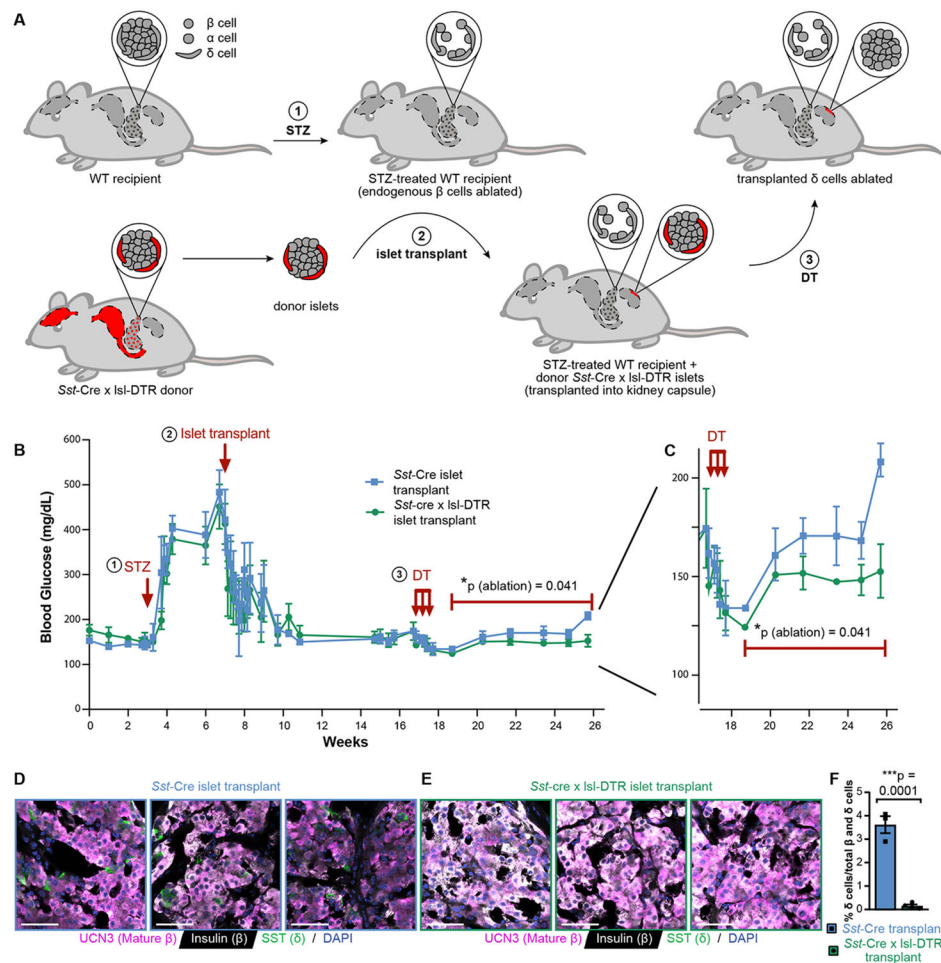 A
β cell
α cell
δ cell
1
STZ
WT recipient
STZ-treated WT recipient
(endogenous β cells ablated)
transplanted δ cells ablated
2
islet transplant
donor islets
3
DT
Sst-Cre x lsl-DTR donor
STZ-treated WT recipient +
donor Sst-Cre x lsl-DTR islets
(transplanted into kidney capsule)
B
2 Islet transplant
Sst-Cre islet
transplant
Sst-cre x lsl-DTR
islet transplant
1 STZ
3 DT
*p (ablation) = 0.041
Blood Glucose (mg/dL)
600
500
400
300
200
100
0
0 2 4 6 8 10 12 14 16 18 20 22 24 26
Weeks
C
DT
200
150
100
*p (ablation) = 0.041
18 20 22 24 26
D
Sst-Cre islet transplant
UCN3 (Mature β) Insulin (β) SST (δ) / DAPI
E
Sst-cre x lsl-DTR islet transplant
UCN3 (Mature β) Insulin (β) SST (δ) / DAPI
F
***p =
0.0001
% δ cells/total β and δ cells
5
4
3
2
1
0
Sst-Cre transplant
Sst-Cre x lsl-DTR
transplant